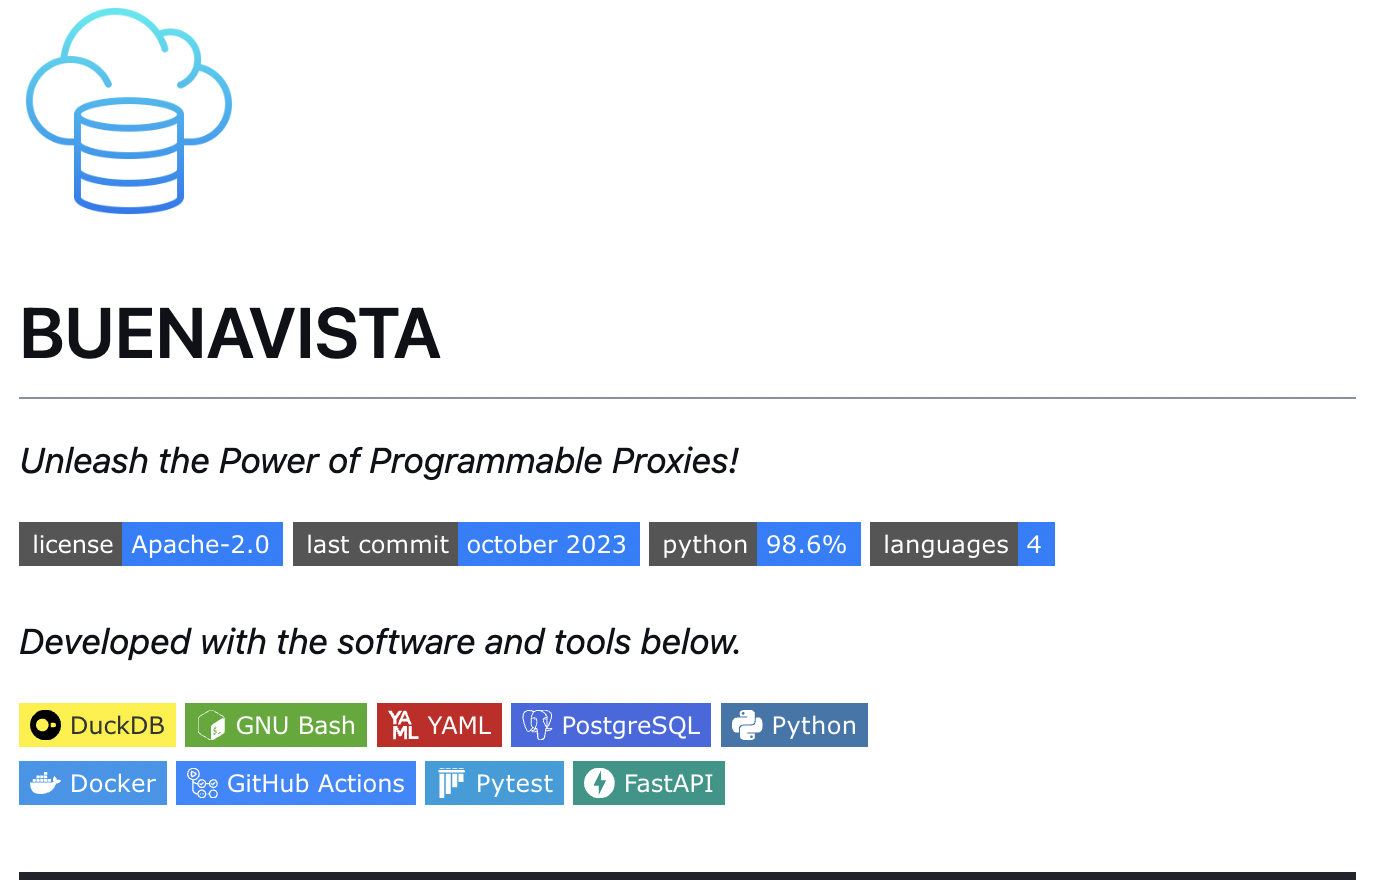 BUENAVISTA
Unleash the Power of Programmable Proxies!
license Apache-2.0 last commit october 2023 python 98.6% languages 4
Developed with the software and tools below.
DuckDB GNU Bash YAML YAML PostgreSQL Python
Docker GitHub Actions Pytest FastAPI